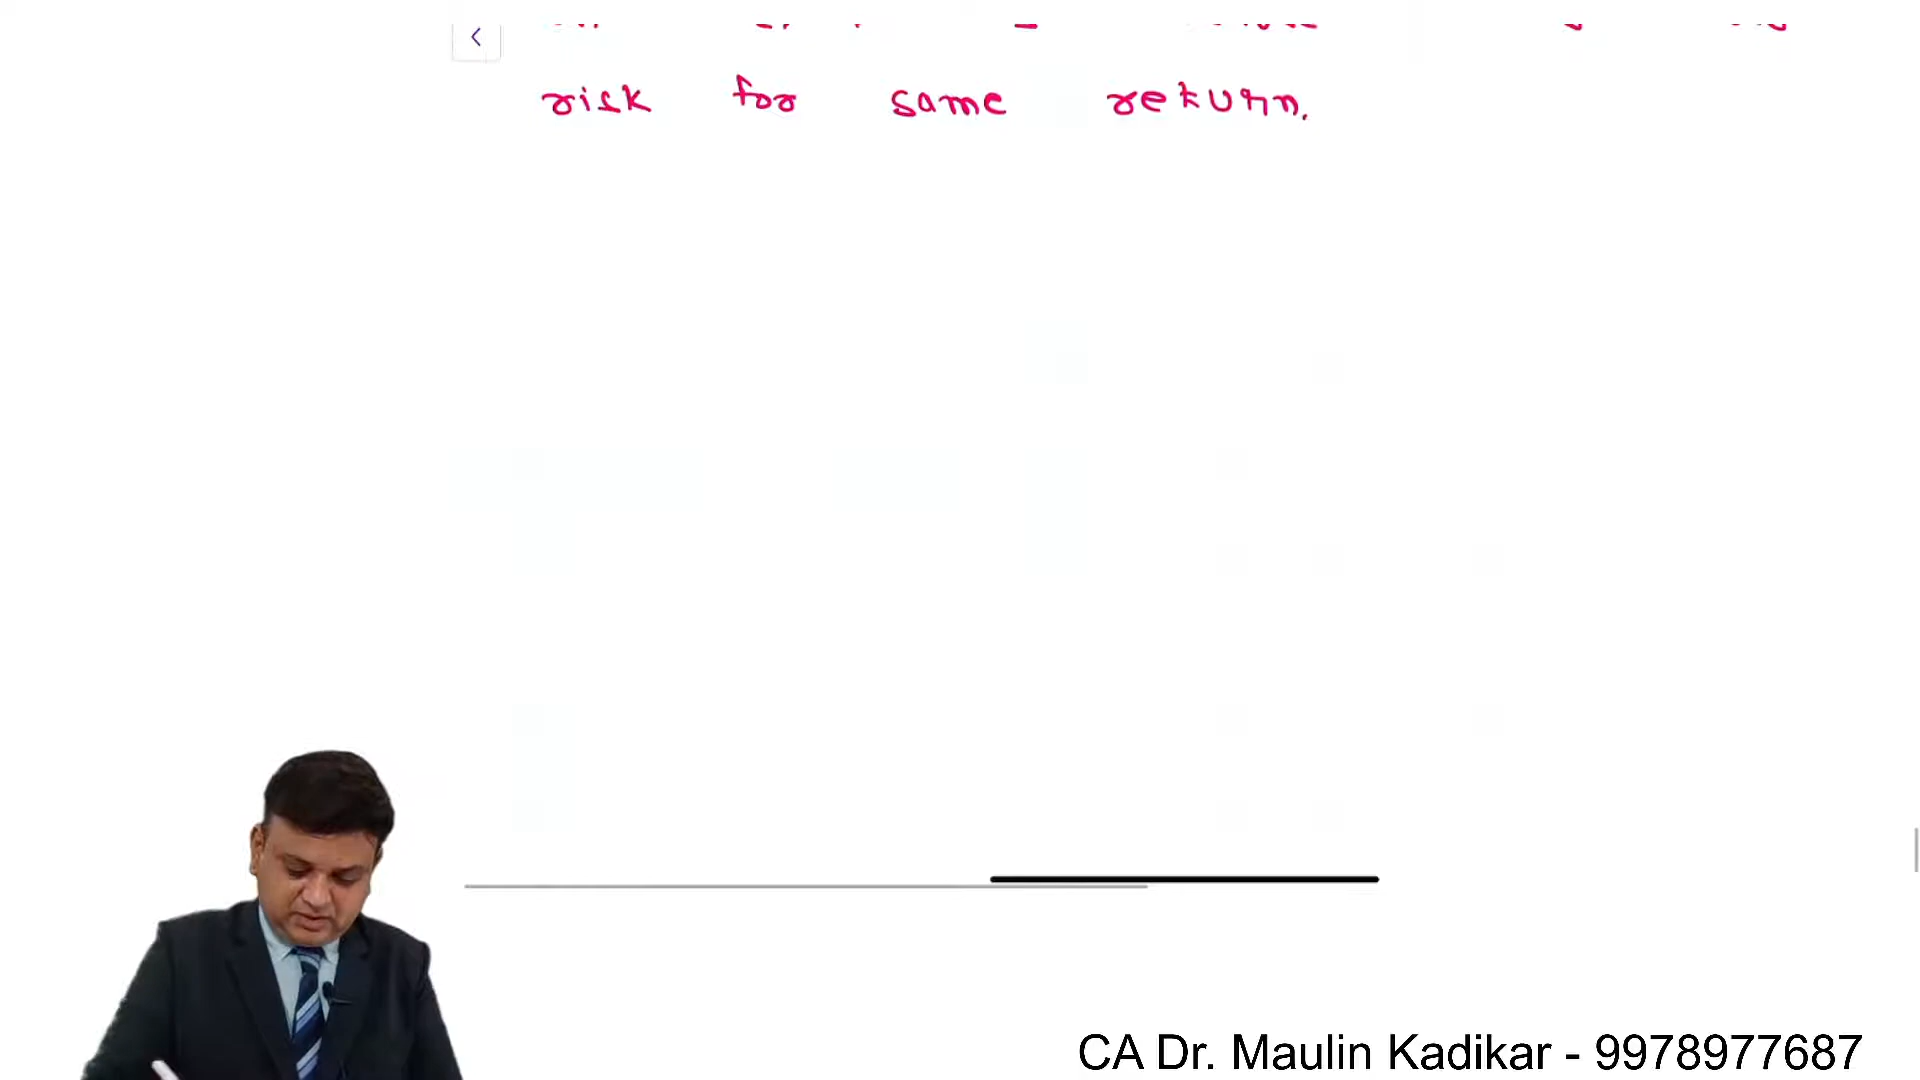 risk for same return.
CA Dr. Maulin Kadikar - 9978977687